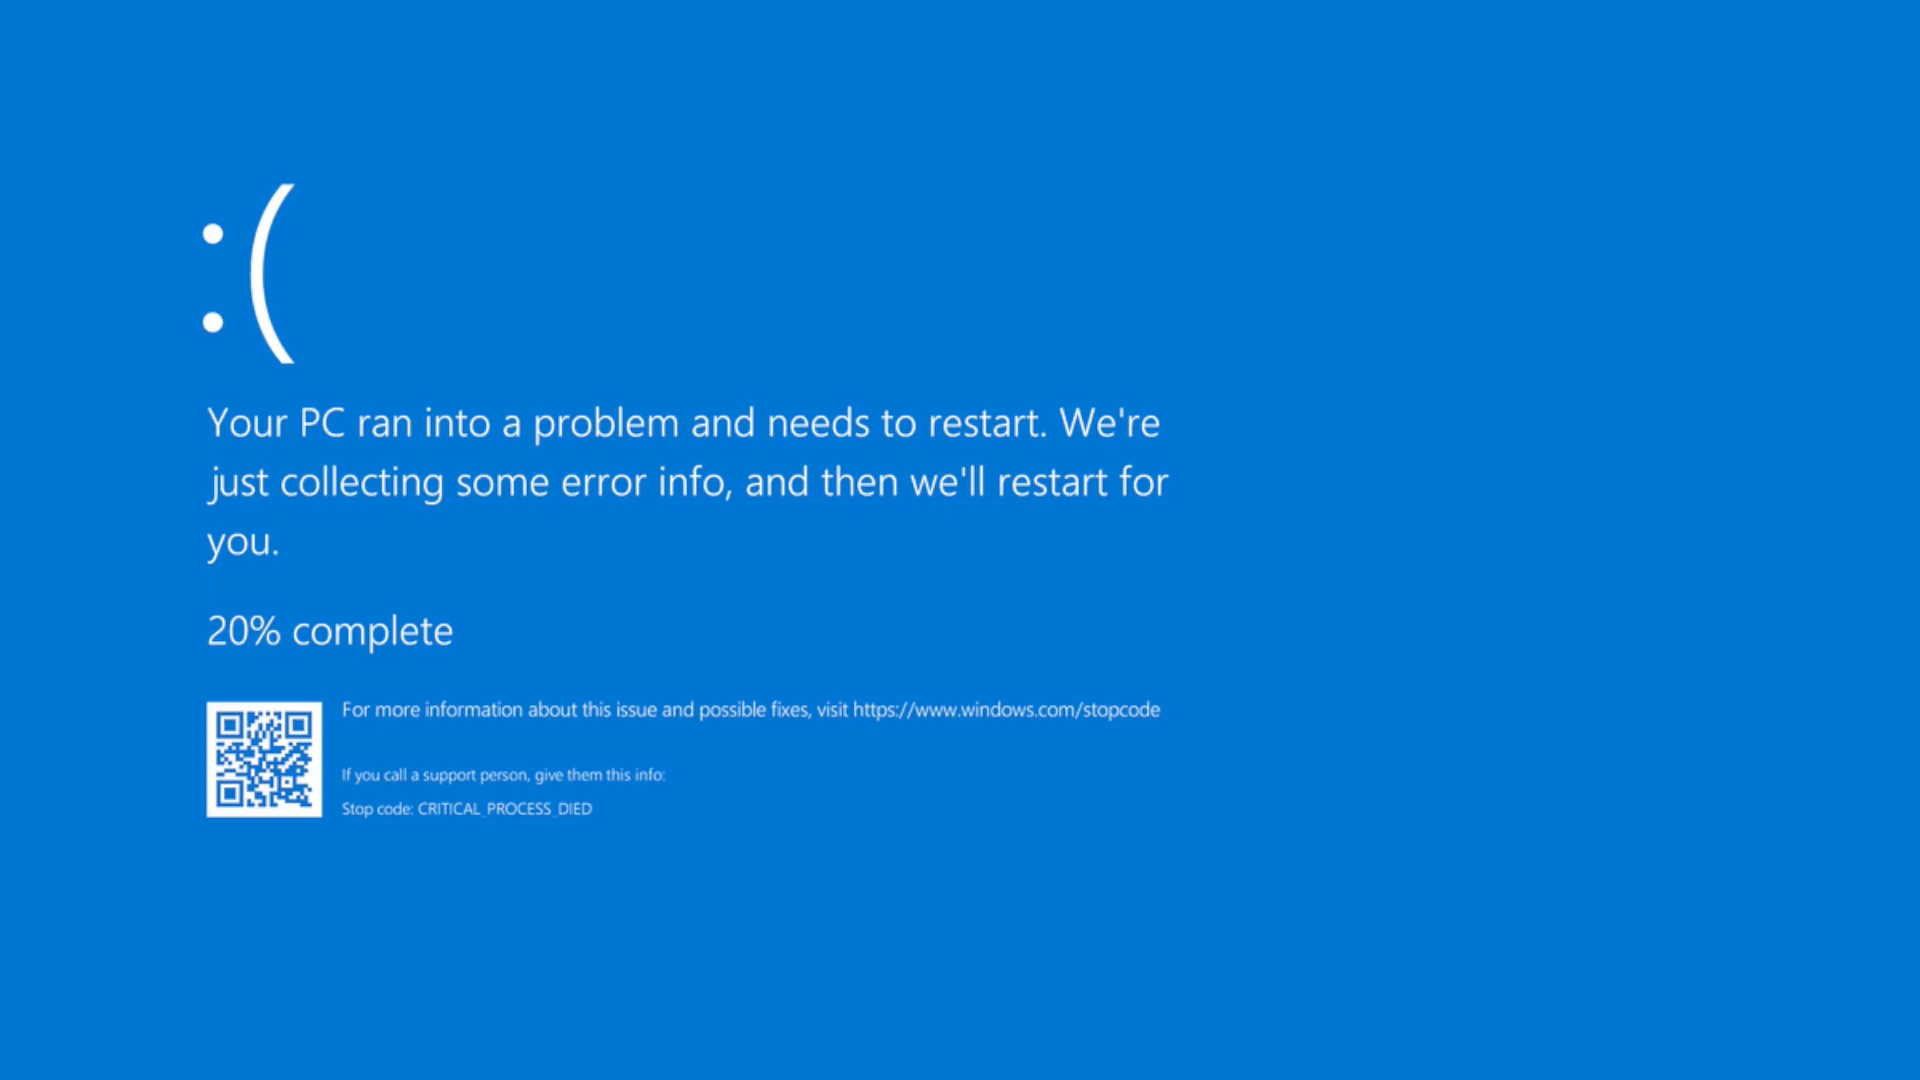 :(
Your PC ran into a problem and needs to restart. We're
just collecting some error info, and then we'll restart for
you.
20% complete
For more information about this issue and possible fixes, visit https://www.windows.com/stopcode
If you call a support person, give them this info:
Stop code: CRITICAL_PROCESS_DIED